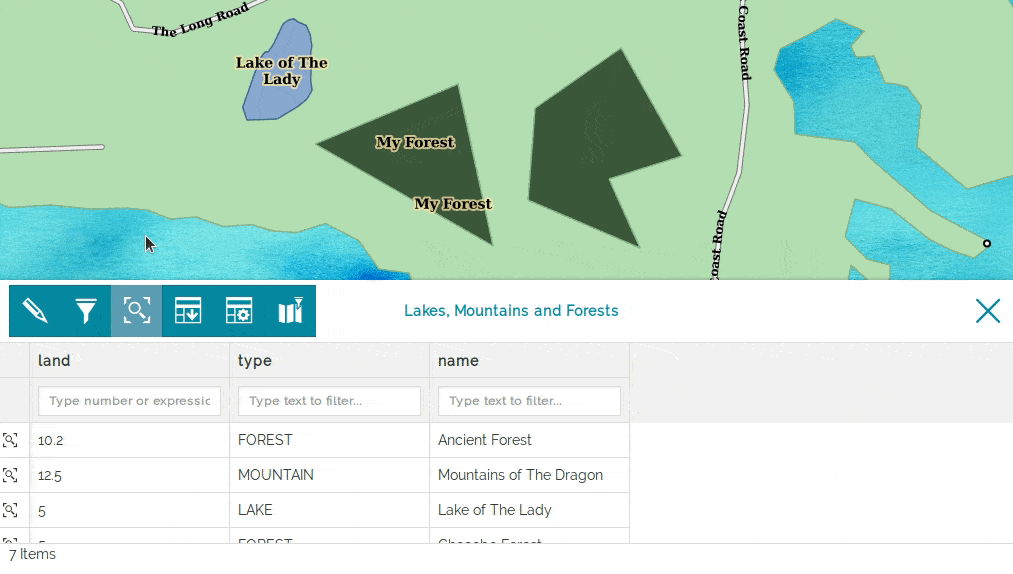 The Long Road
Coast Road
Lake of The
Lady
My Forest
My Forest
oast Road
Lakes, Mountains and Forests
land type name
Type number or expressic Type text to filter... Type text to filter...
10.2 FOREST Ancient Forest
12.5 MOUNTAIN Mountains of The Dragon
5 LAKE Lake of The Lady
7 Items